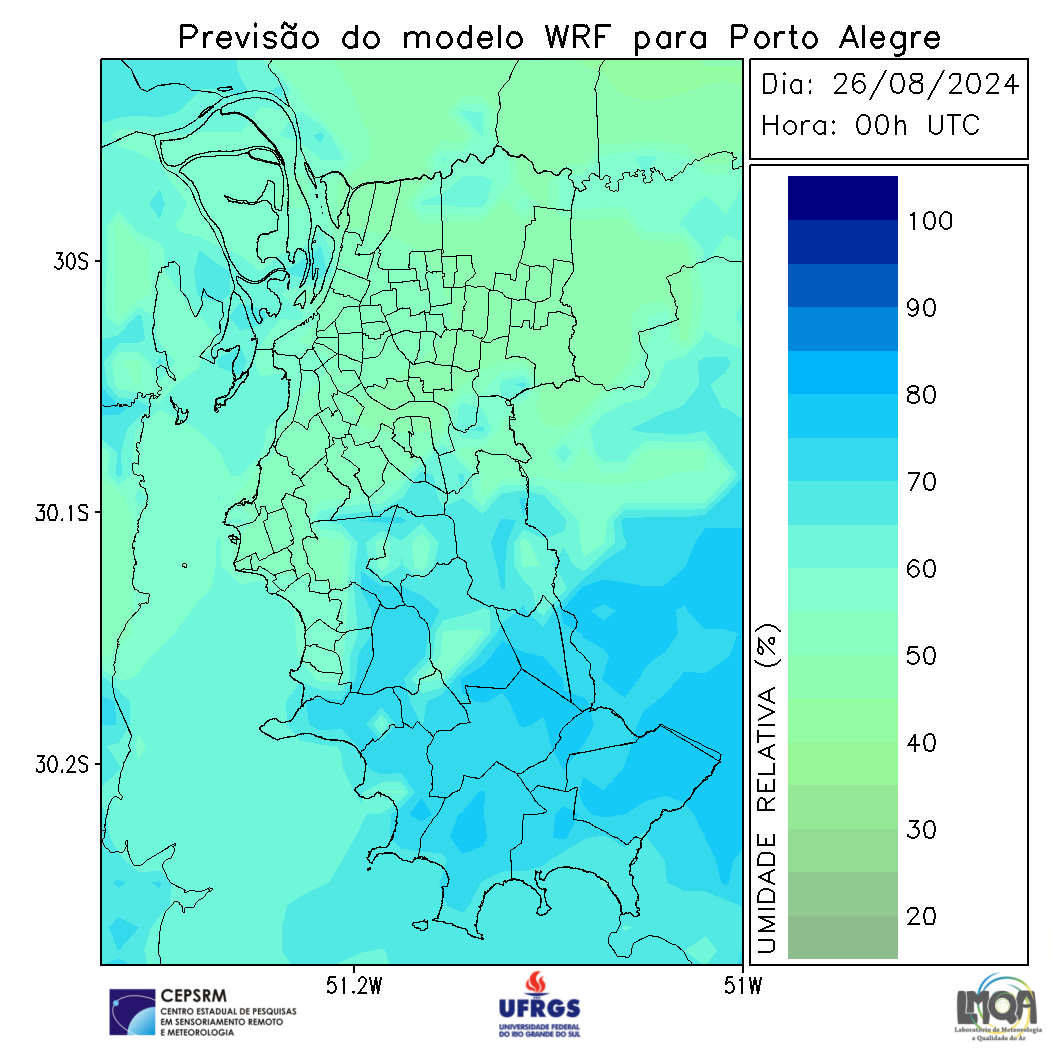 Previsão do modelo WRF para Porto Alegre
Dia: 26/08/2024
Hora: 00h UTC
100
90
80
70
60
50
40
30
20
UMIDADE RELATIVA (%)
30S
30.1S
30.2S
51.2W
51W
CEPSRM
CENTRO ESTADUAL DE PESQUISAS
EM SENSORIAMENTO REMOTO
E METEOROLOGIA
UFRGS
UNIVERSIDADE FEDERAL
DO RIO GRANDE DO SUL
LMQA
Laboratório de Meteorologia
e Qualidade do Ar